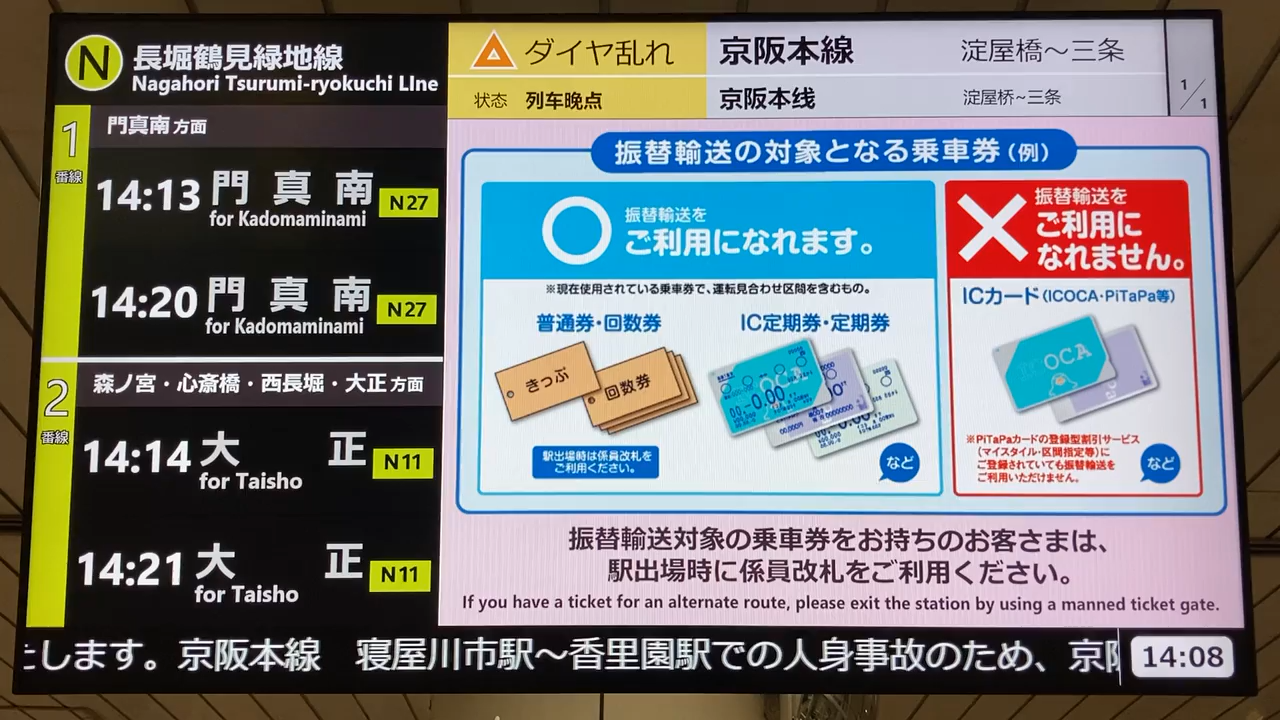 N 長堀鶴見緑地線
Nagahori Tsurumi-ryokuchi LIne
1番線
門真南方面
14:13 門真南 N27
for Kadomaminami
14:20 門真南 N27
for Kadomaminami
2番線
森ノ宮・心斎橋・西長堀・大正方面
14:14 大正 N11
for Taisho
14:21 大正 N11
for Taisho
ダイヤ乱れ 京阪本線 淀屋橋～三条
状态 列车晚点 京阪本线 淀屋桥~三条
1/1
振替輸送の対象となる乗車券(例)
振替輸送を
ご利用になれます。
※現在使用されている乗車券で、運転見合わせ区間を含むもの。
普通券・回数券
きっぷ
回数券
駅出場時は係員改札を
ご利用ください。
IC定期券・定期券
など
振替輸送を
ご利用に
なれません。
ICカード(ICOCA・PiTaPa等)
※PiTaPaカードの登録型割引サービス
(マイスタイル・区間指定等)に
ご登録されていても振替輸送を
ご利用いただけません。
など
振替輸送対象の乗車券をお持ちのお客さまは、
駅出場時に係員改札をご利用ください。
If you have a ticket for an alternate route, please exit the station by using a manned ticket gate.
たします。京阪本線 寝屋川市駅～香里園駅での人身事故のため、京阪 14:08